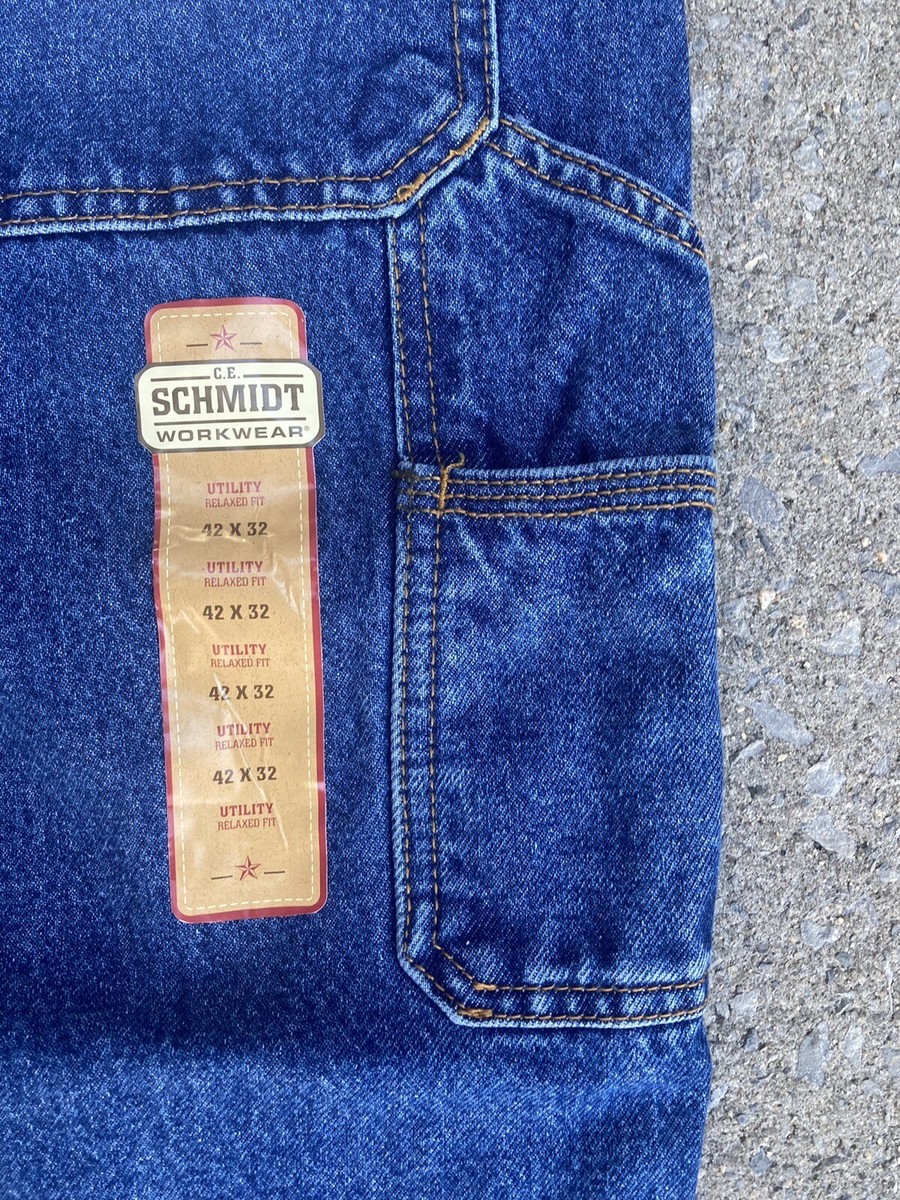 C.E.
SCHMIDT
WORKWEAR®
UTILITY
RELAXED FIT
42 X 32
UTILITY
RELAXED FIT
42 X 32
UTILITY
RELAXED FIT
42 X 32
UTILITY
RELAXED FIT
42 X 32
UTILITY
RELAXED FIT